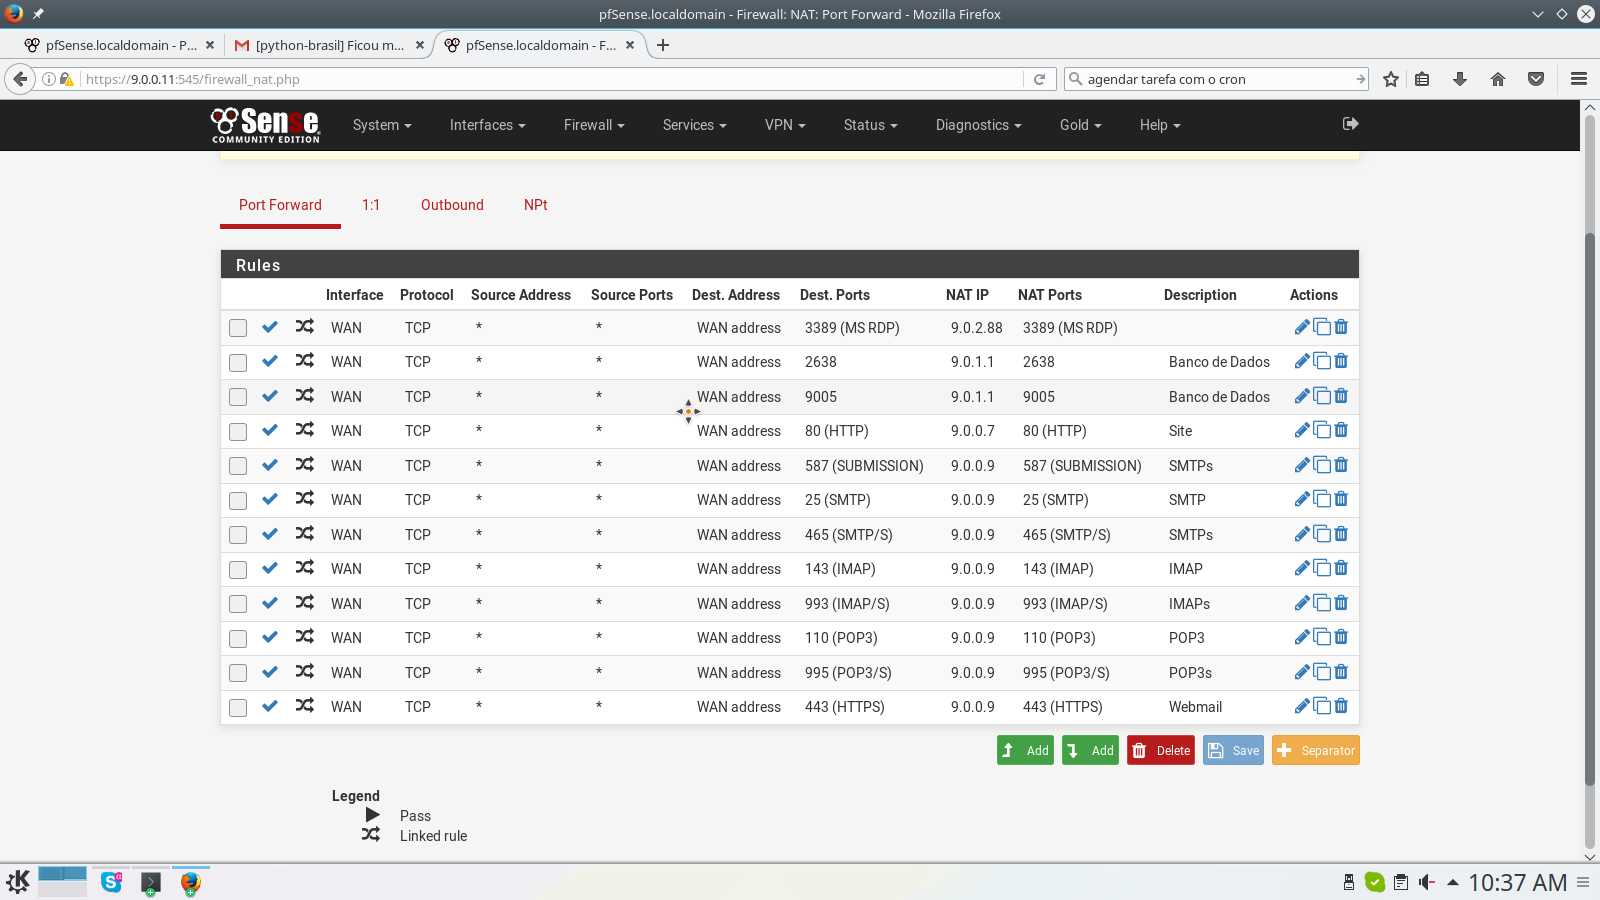 pfSense.localdomain - Firewall: NAT: Port Forward - Mozilla Firefox
pfSense.localdomain - P... [python-brasil] Ficou m... pfSense.localdomain - F...
https://9.0.0.11:545/firewall_nat.php agendar tarefa com o cron
Sense COMMUNITY EDITION System Interfaces Firewall Services VPN Status Diagnostics Gold Help
Port Forward 1:1 Outbound NPt
Rules
Interface Protocol Source Address Source Ports Dest. Address Dest. Ports NAT IP NAT Ports Description Actions
WAN TCP * * WAN address 3389 (MS RDP) 9.0.2.88 3389 (MS RDP)
WAN TCP * * WAN address 2638 9.0.1.1 2638 Banco de Dados
WAN TCP * * WAN address 9005 9.0.1.1 9005 Banco de Dados
WAN TCP * * WAN address 80 (HTTP) 9.0.0.7 80 (HTTP) Site
WAN TCP * * WAN address 587 (SUBMISSION) 9.0.0.9 587 (SUBMISSION) SMTPs
WAN TCP * * WAN address 25 (SMTP) 9.0.0.9 25 (SMTP) SMTP
WAN TCP * * WAN address 465 (SMTP/S) 9.0.0.9 465 (SMTP/S) SMTPs
WAN TCP * * WAN address 143 (IMAP) 9.0.0.9 143 (IMAP) IMAP
WAN TCP * * WAN address 993 (IMAP/S) 9.0.0.9 993 (IMAP/S) IMAPs
WAN TCP * * WAN address 110 (POP3) 9.0.0.9 110 (POP3) POP3
WAN TCP * * WAN address 995 (POP3/S) 9.0.0.9 995 (POP3/S) POP3s
WAN TCP * * WAN address 443 (HTTPS) 9.0.0.9 443 (HTTPS) Webmail
Add Add Delete Save Separator
Legend
Pass
Linked rule
10:37 AM